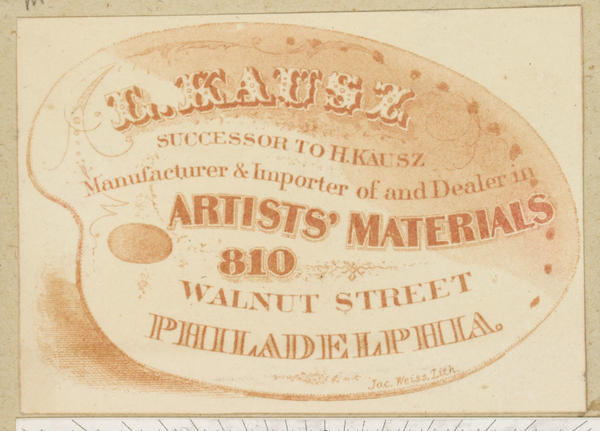 E. KAUSZ
SUCCESSOR TO H. KAUSZ
Manufacturer & Importer of and Dealer in
ARTISTS' MATERIALS
810
WALNUT STREET
PHILADELPHIA.
Jac. Weiss, Lith.